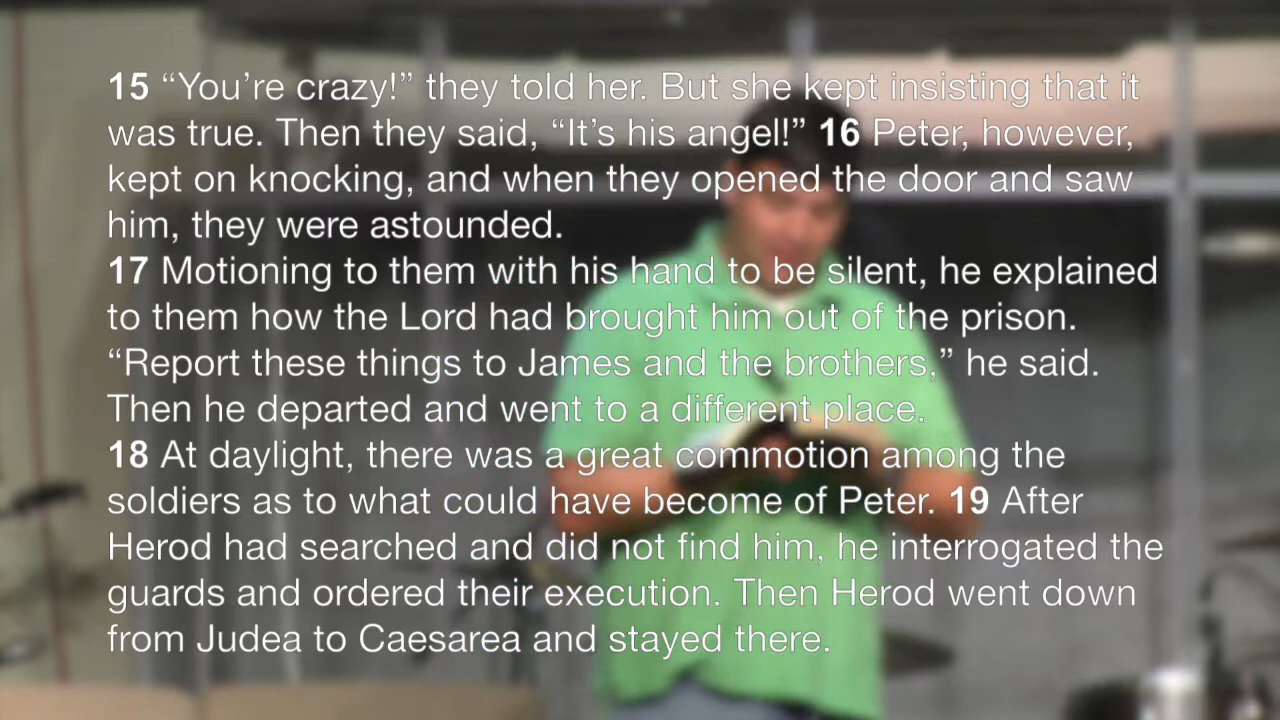 15 “You’re crazy!” they told her. But she kept insisting that it
was true. Then they said, “It’s his angel!” 16 Peter, however,
kept on knocking, and when they opened the door and saw
him, they were astounded.
17 Motioning to them with his hand to be silent, he explained
to them how the Lord had brought him out of the prison.
“Report these things to James and the brothers,” he said.
Then he departed and went to a different place.
18 At daylight, there was a great commotion among the
soldiers as to what could have become of Peter. 19 After
Herod had searched and did not find him, he interrogated the
guards and ordered their execution. Then Herod went down
from Judea to Caesarea and stayed there.